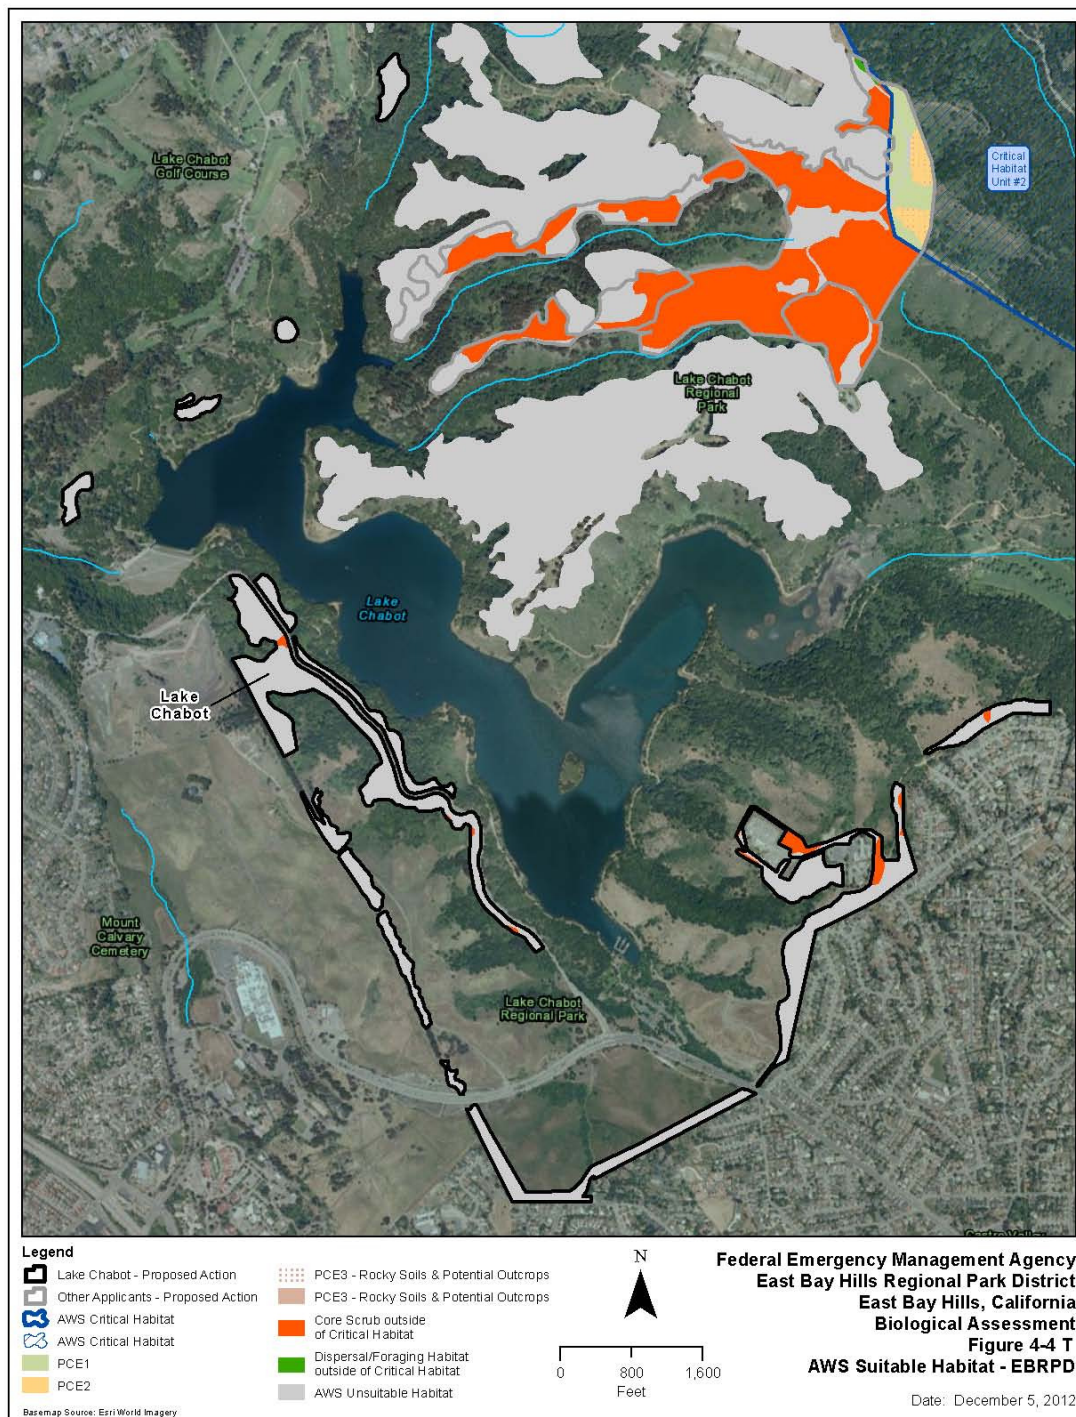 Lake Chabot
Golf Course
Critical
Habitat
Unit #2
Lake Chabot
Regional
Park
Lake
Chabot
Lake
Chabot
Mount
Calvary
Cemetery
Lake Chabot
Regional Park
Castro Valley
Legend
Lake Chabot - Proposed Action
Other Applicants - Proposed Action
AWS Critical Habitat
AWS Critical Habitat
PCE1
PCE2
PCE3 - Rocky Soils & Potential Outcrops
PCE3 - Rocky Soils & Potential Outcrops
Core Scrub outside
of Critical Habitat
Dispersal/Foraging Habitat
outside of Critical Habitat
AWS Unsuitable Habitat
N
0 800 1,600
Feet
Federal Emergency Management Agency
East Bay Hills Regional Park District
East Bay Hills, California
Biological Assessment
Figure 4-4 T
AWS Suitable Habitat - EBRPD
Date: December 5, 2012
Basemap Source: Esri World Imagery